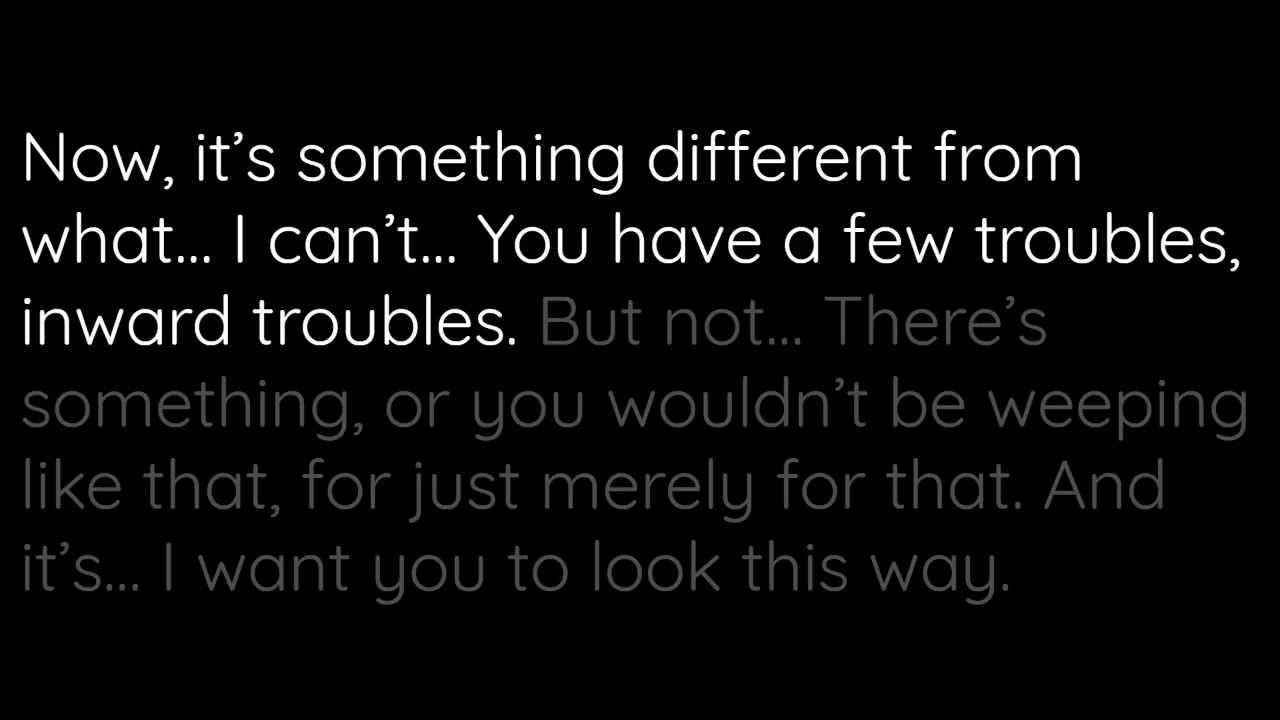 Now, it’s something different from
what... I can’t... You have a few troubles,
inward troubles. But not... There’s
something, or you wouldn’t be weeping
like that, for just merely for that. And
it’s... I want you to look this way.